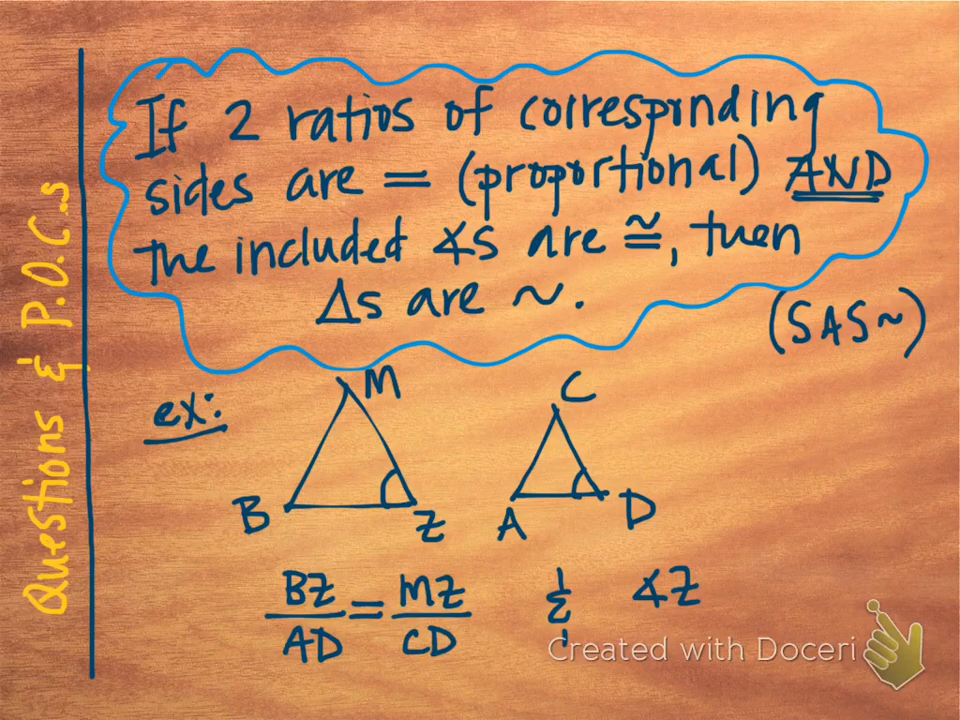 Questions & P.O.C.s
If 2 ratios of corresponding
sides are = (proportional) AND
the included ∡s are ≅, then
Δs are ~.
(SAS~)
ex:
M
C
B
Z
A
D
BZ/AD = MZ/CD & ∡Z
Created with Doceri